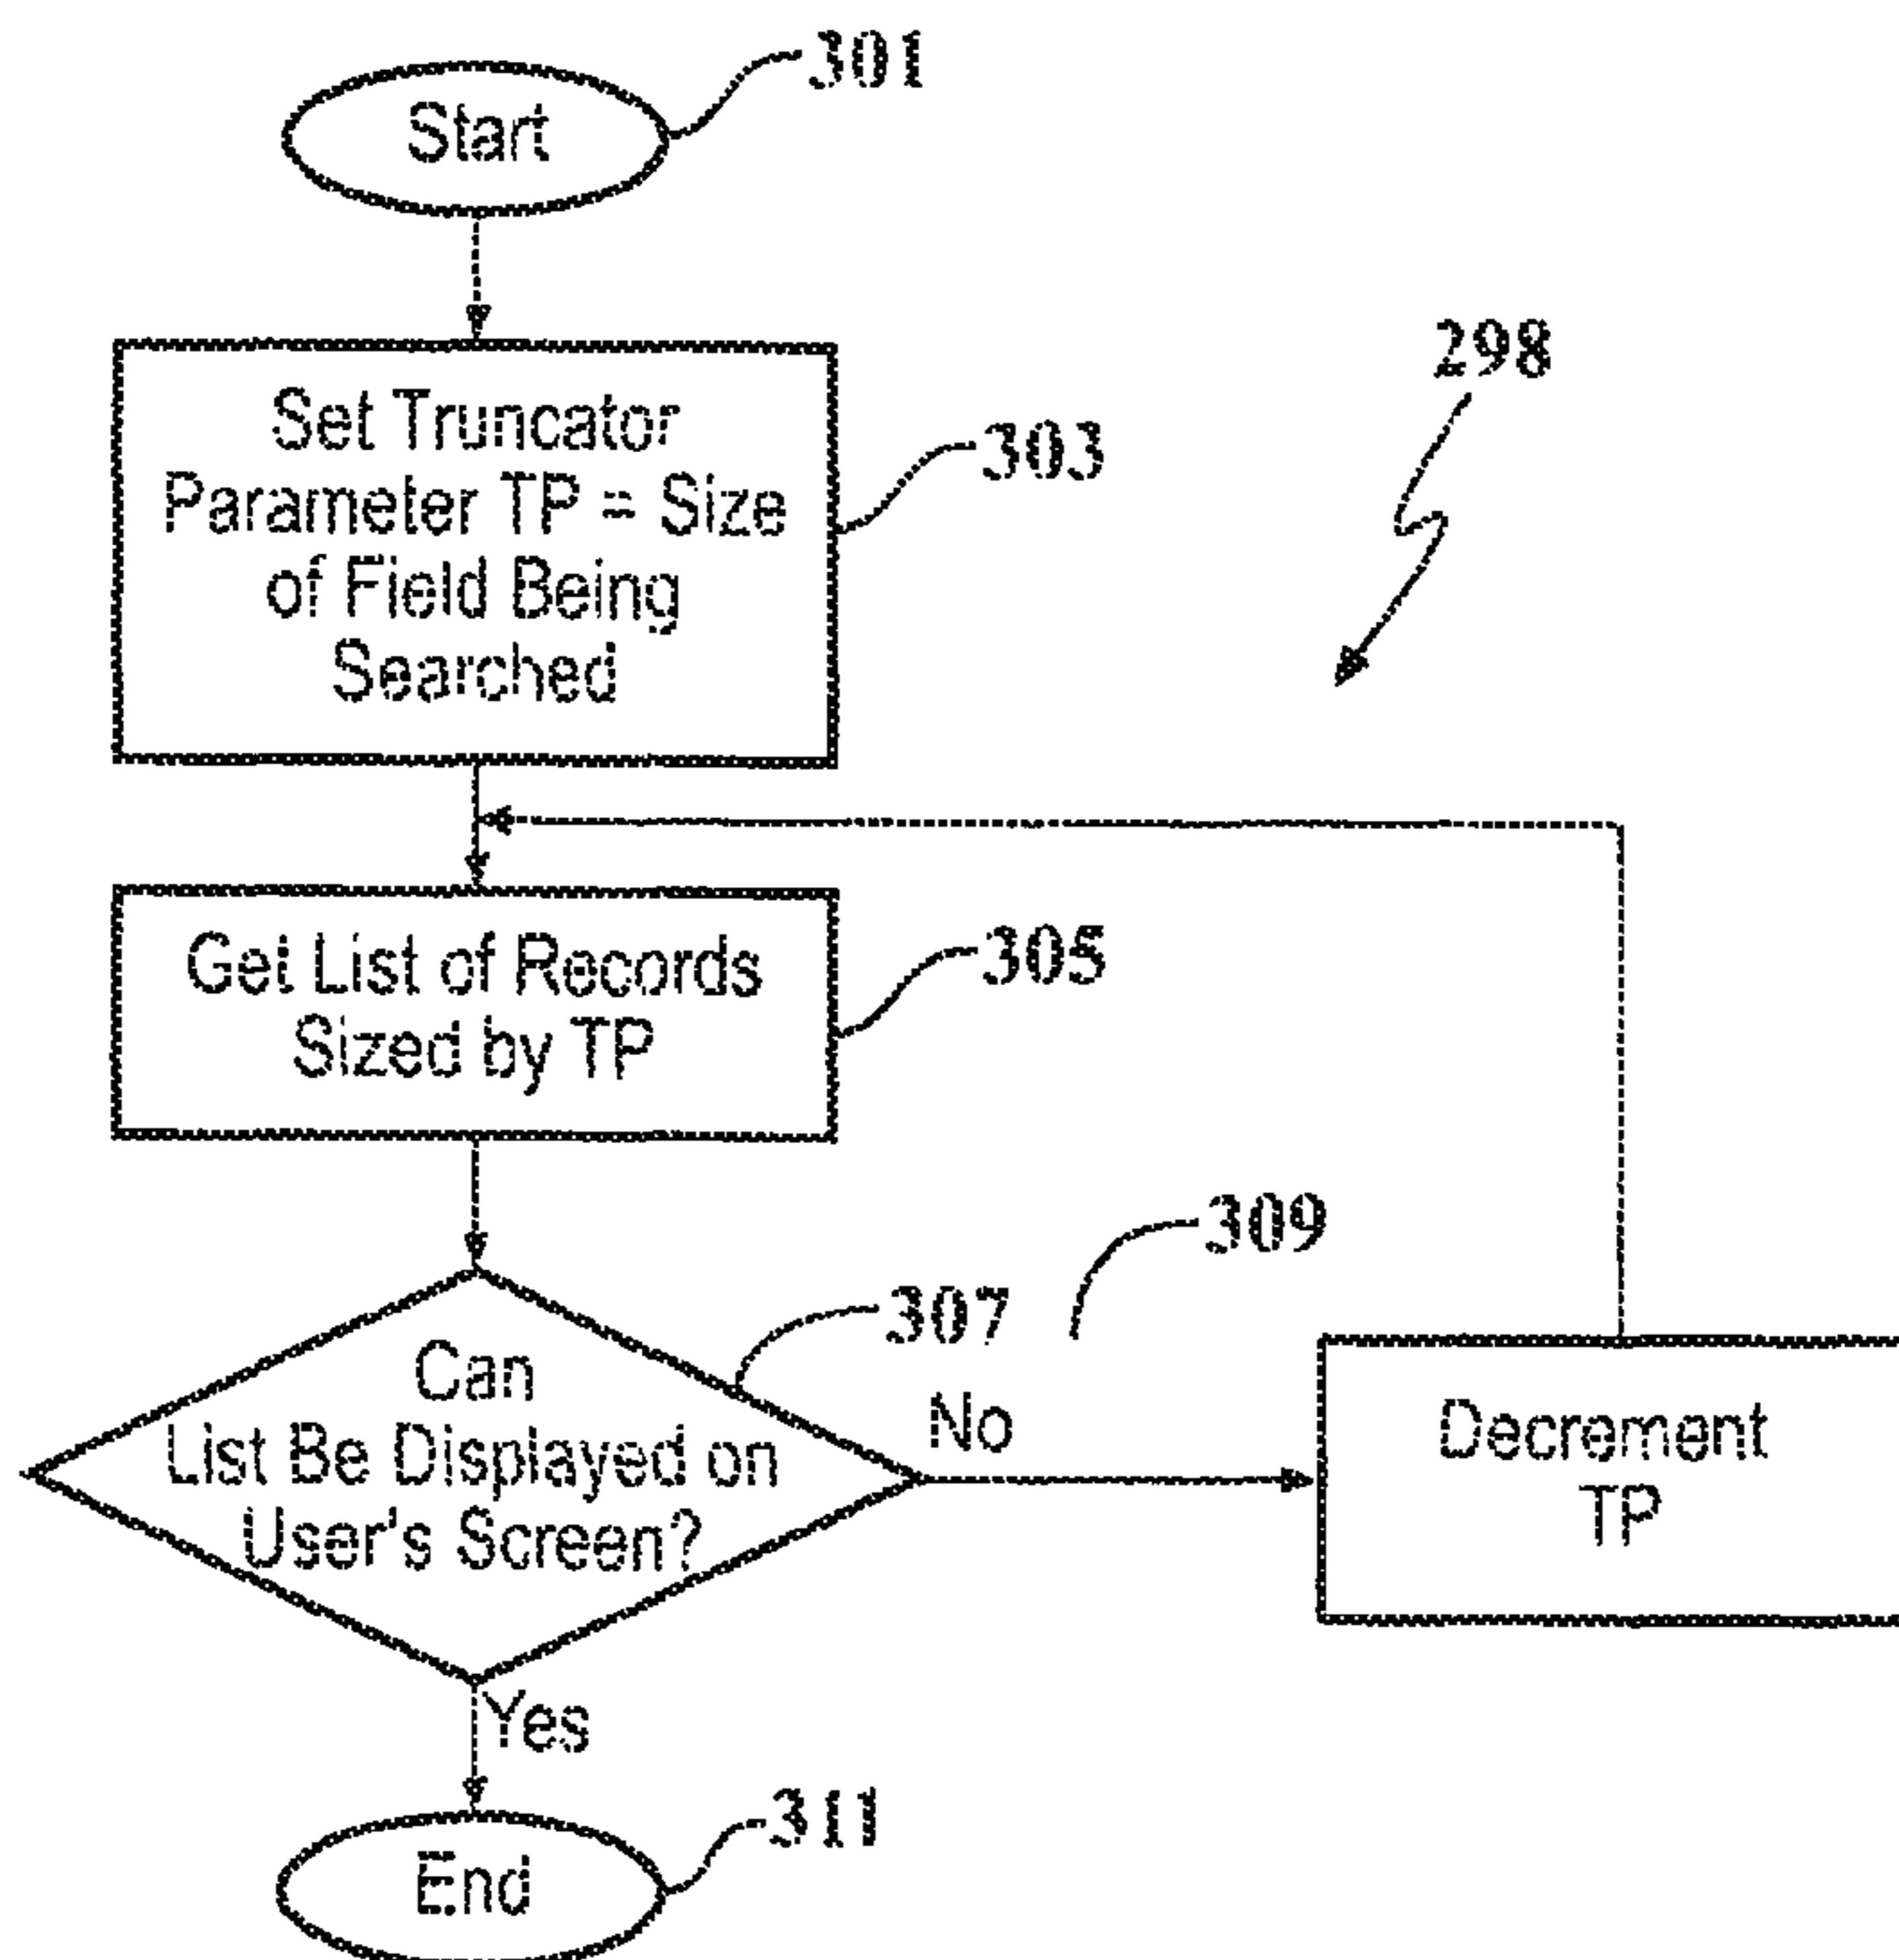 301
Start
298
Set Truncator
Parameter TP = Size
of Field Being
Searched
303
Get List of Records
Sized by TP
305
309
307
Can
List Be Displayed on
User's Screen?
No
Decrement
TP
Yes
311
End